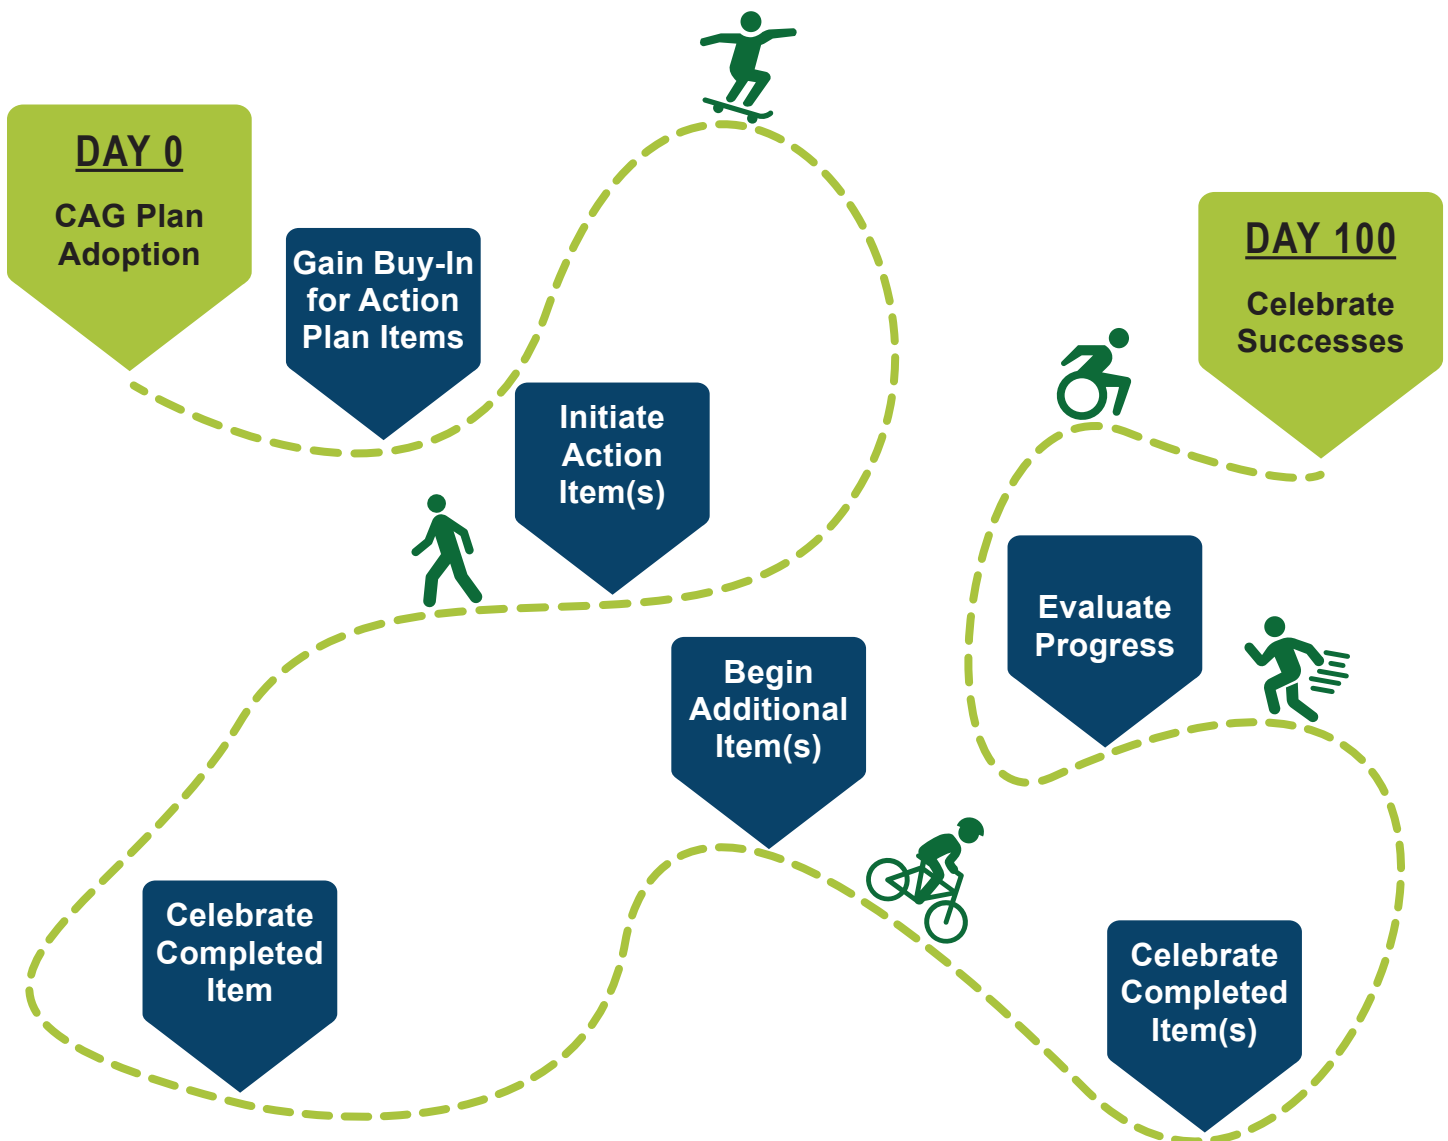 DAY 0
CAG Plan
Adoption
Gain Buy-In
for Action
Plan Items
Initiate
Action
Item(s)
Celebrate
Completed
Item
Begin
Additional
Item(s)
Celebrate
Completed
Item(s)
Evaluate
Progress
DAY 100
Celebrate
Successes